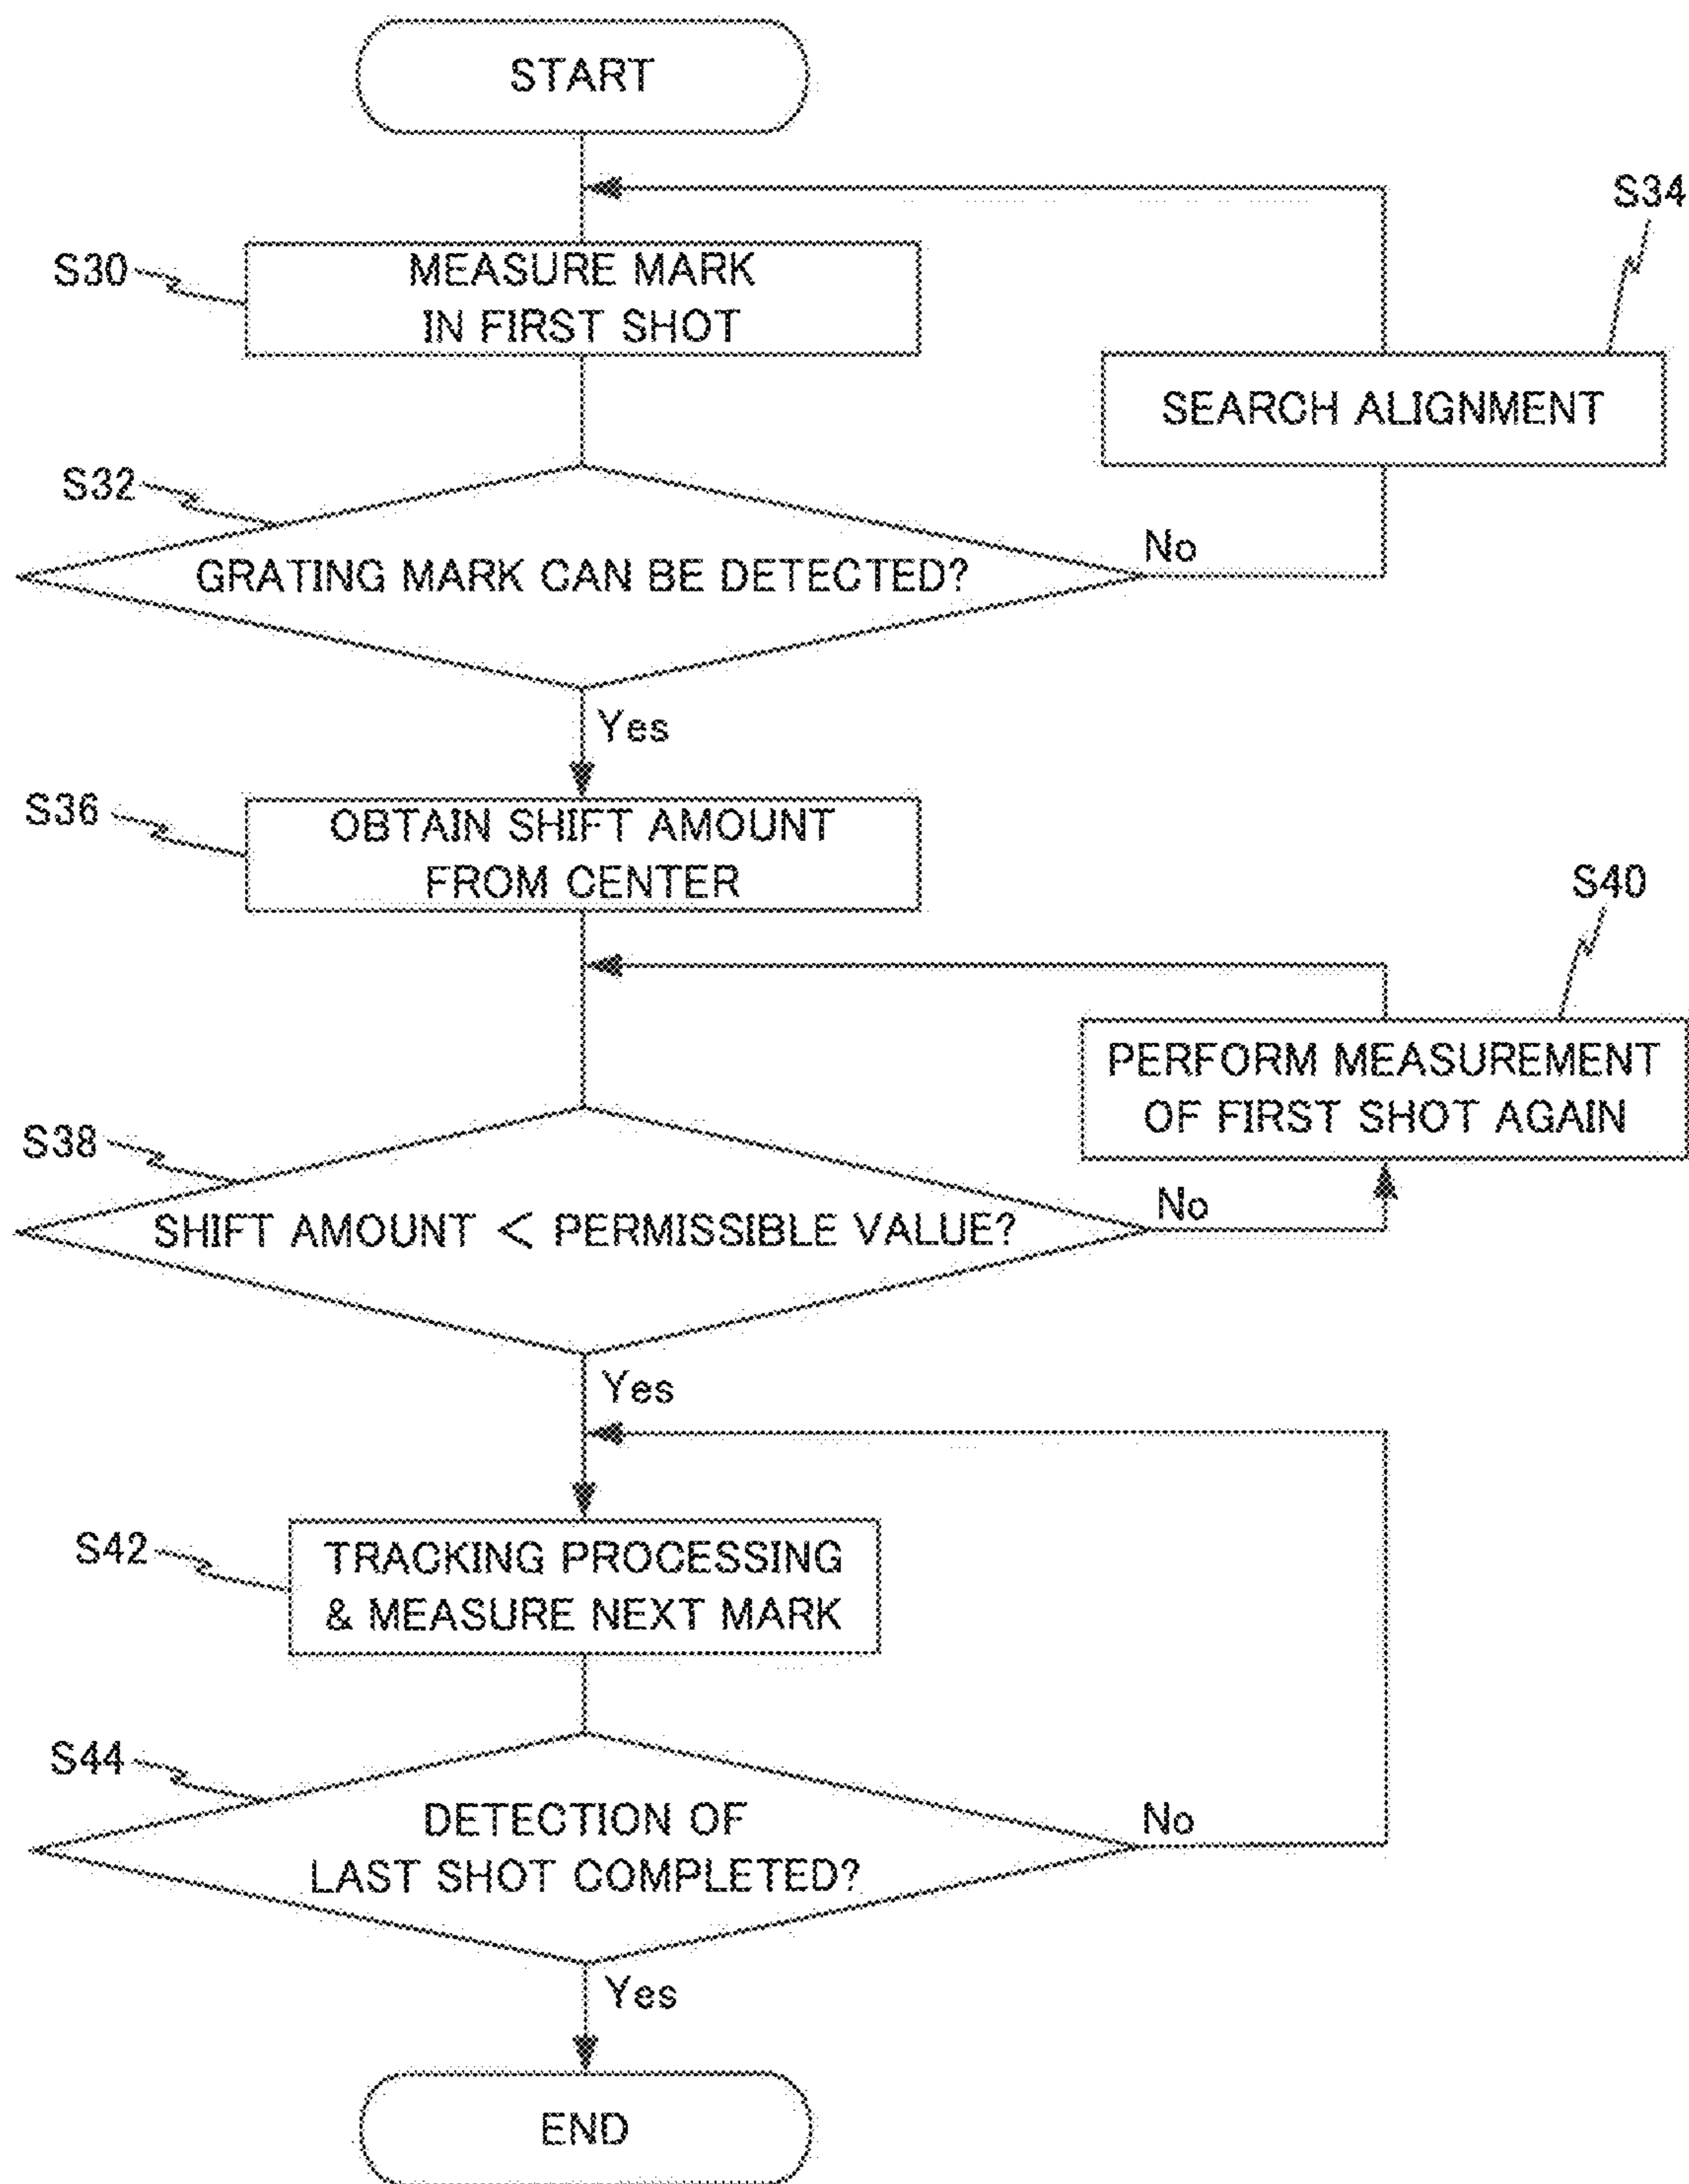 START
S34
S30
MEASURE MARK
IN FIRST SHOT
SEARCH ALIGNMENT
S32
GRATING MARK CAN BE DETECTED?
No
Yes
S36
OBTAIN SHIFT AMOUNT
FROM CENTER
S40
PERFORM MEASUREMENT
OF FIRST SHOT AGAIN
S38
SHIFT AMOUNT < PERMISSIBLE VALUE?
No
Yes
S42
TRACKING PROCESSING
& MEASURE NEXT MARK
S44
DETECTION OF
LAST SHOT COMPLETED?
No
Yes
END